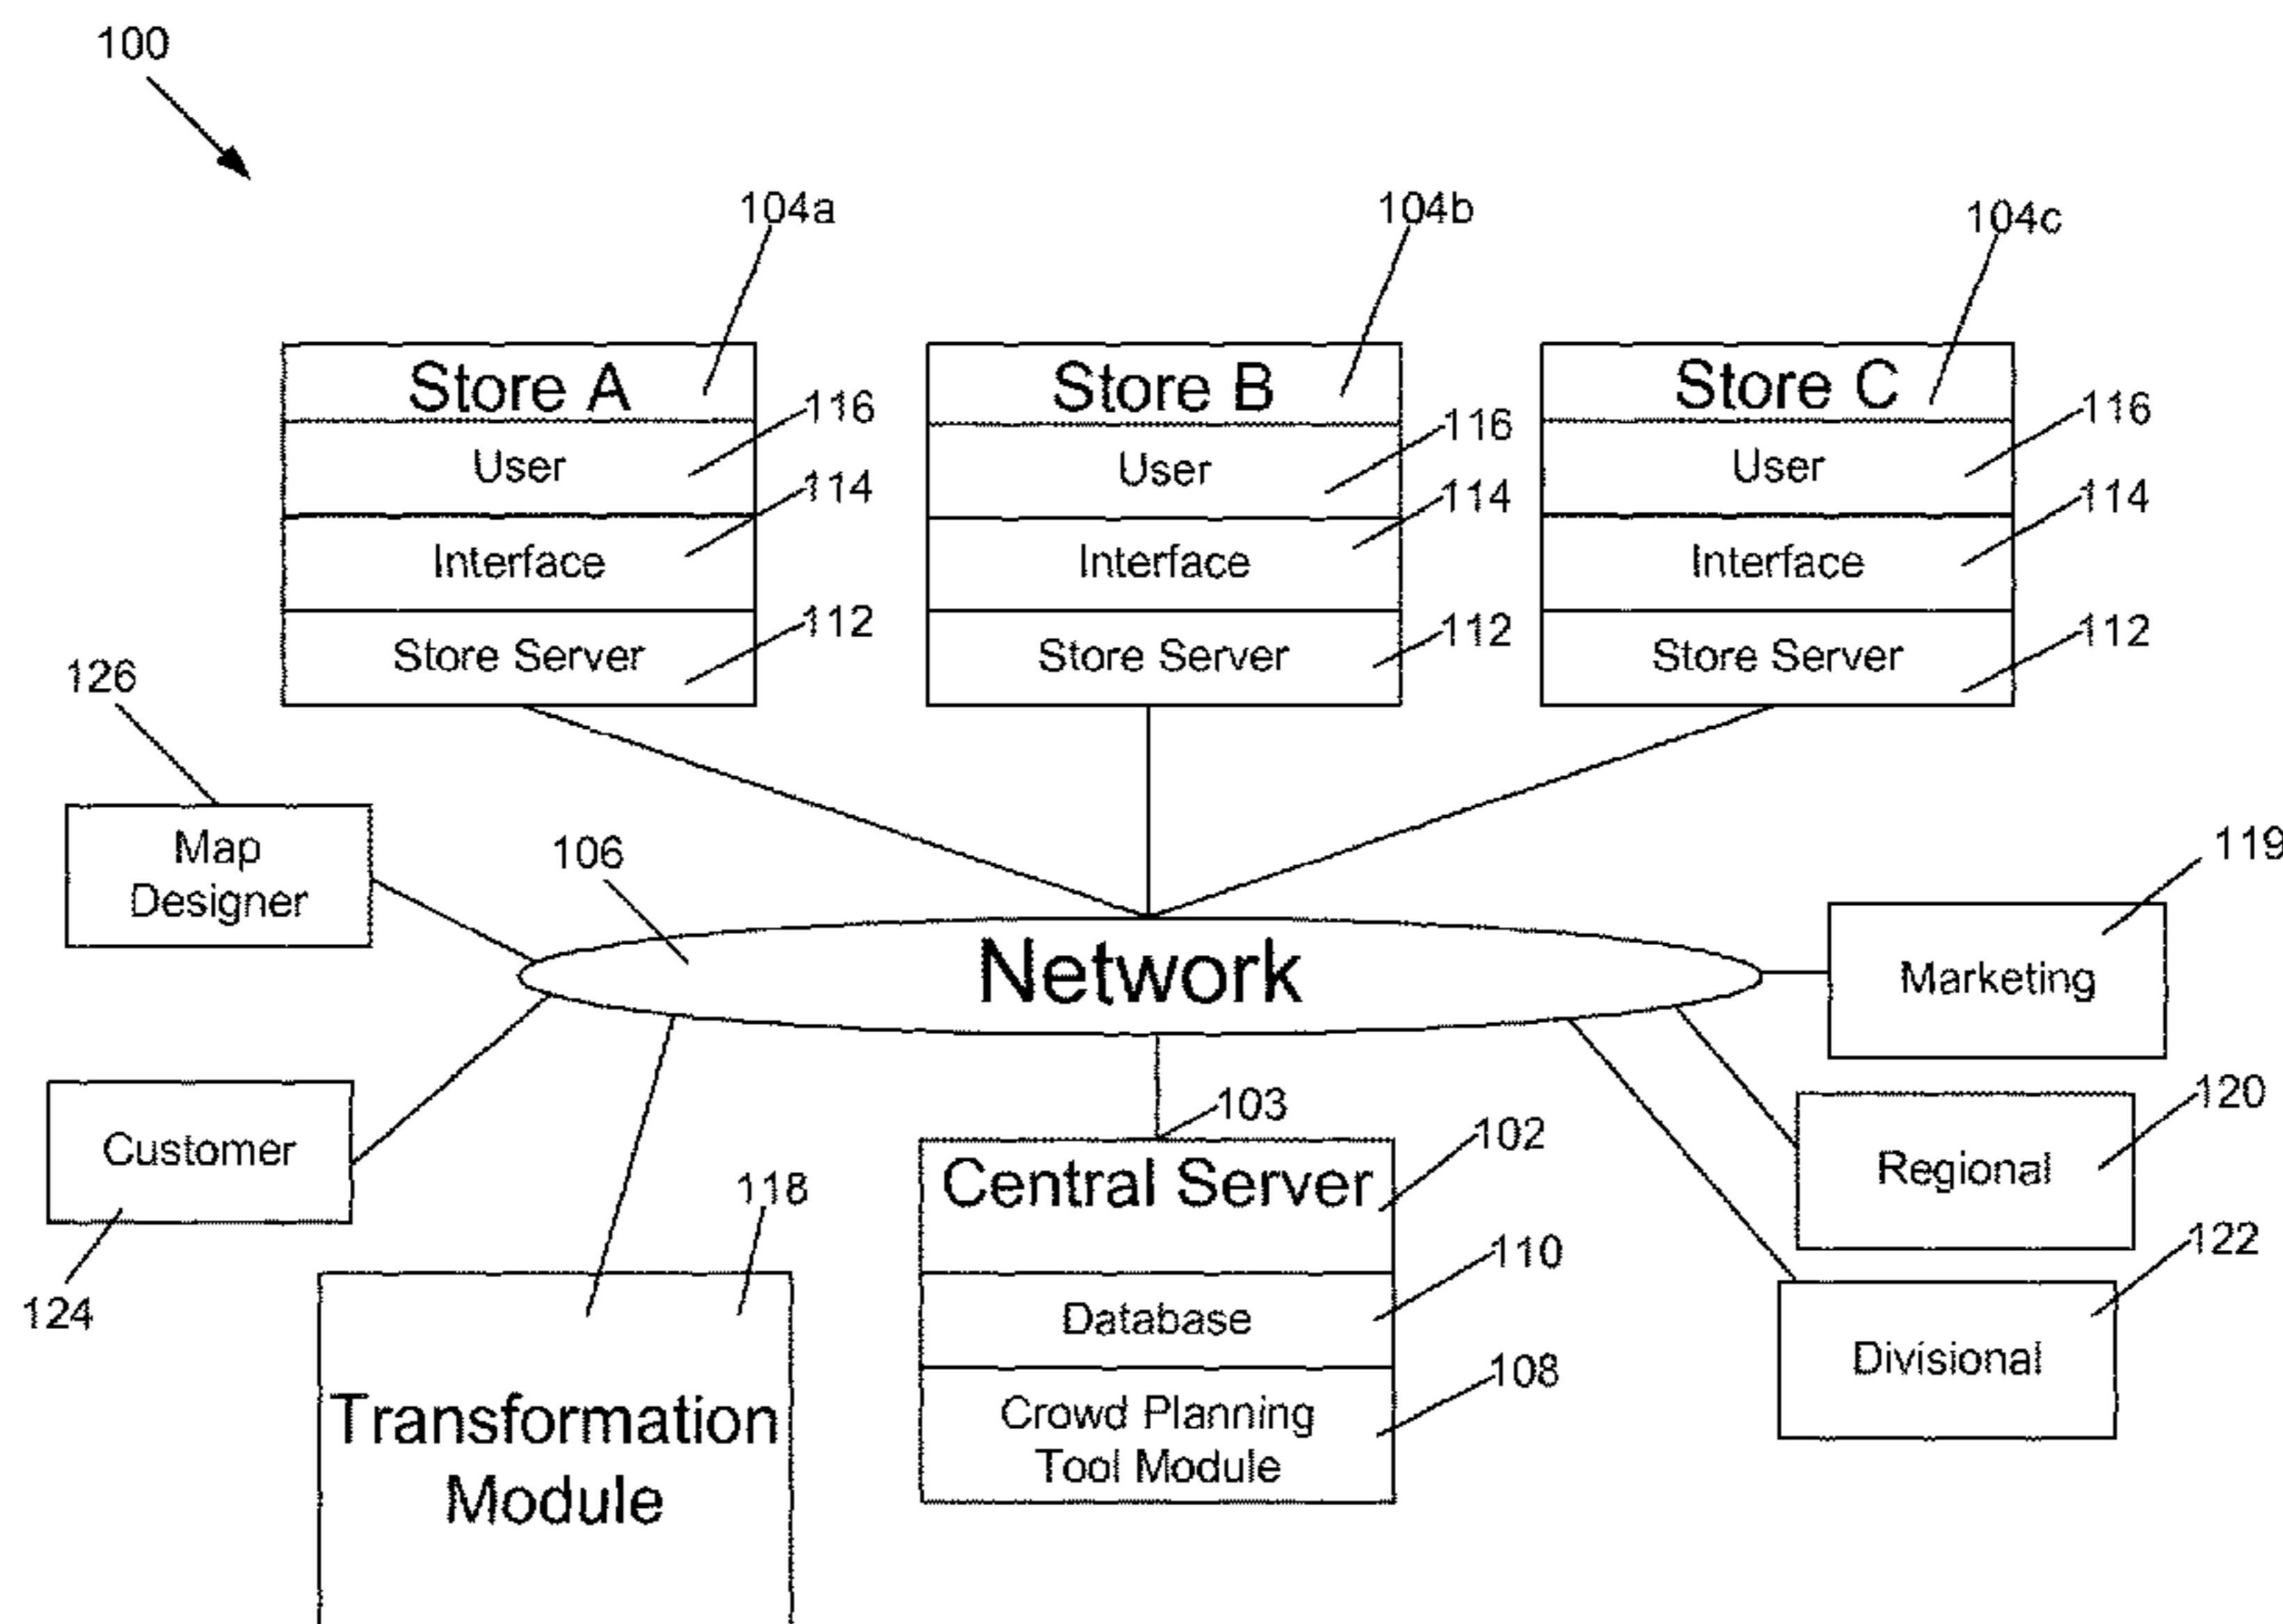 100
104a
104b
104c
Store A
User
Interface
Store Server
116
114
112
Store B
User
Interface
Store Server
116
114
112
Store C
User
Interface
Store Server
116
114
112
126
Map
Designer
106
Network
119
Marketing
Customer
124
118
Transformation
Module
103
102
Central Server
110
Database
108
Crowd Planning
Tool Module
120
Regional
122
Divisional